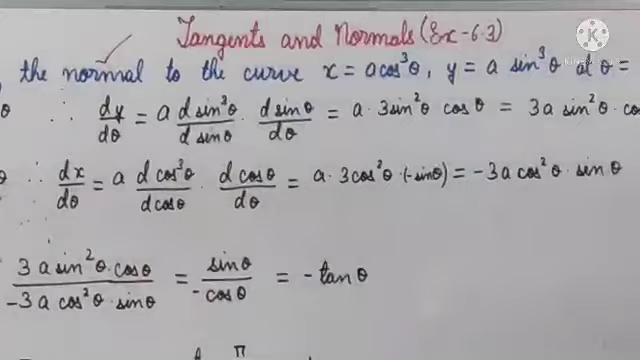 Tangents and Normals (Ex-6.3)
the normal to the curve x = a cos³θ, y = a sin³θ at θ =
θ ∴ dy/dθ = a d sin³θ/d sinθ · d sinθ/dθ = a · 3sin²θ cosθ = 3a sin²θ · co
∴ dx/dθ = a d cos³θ/d cosθ · d cosθ/dθ = a · 3cos²θ · (-sinθ) = -3a cos²θ · sinθ
3a sin²θ · cosθ/-3a cos²θ · sinθ = sinθ/-cosθ = - tanθ
π